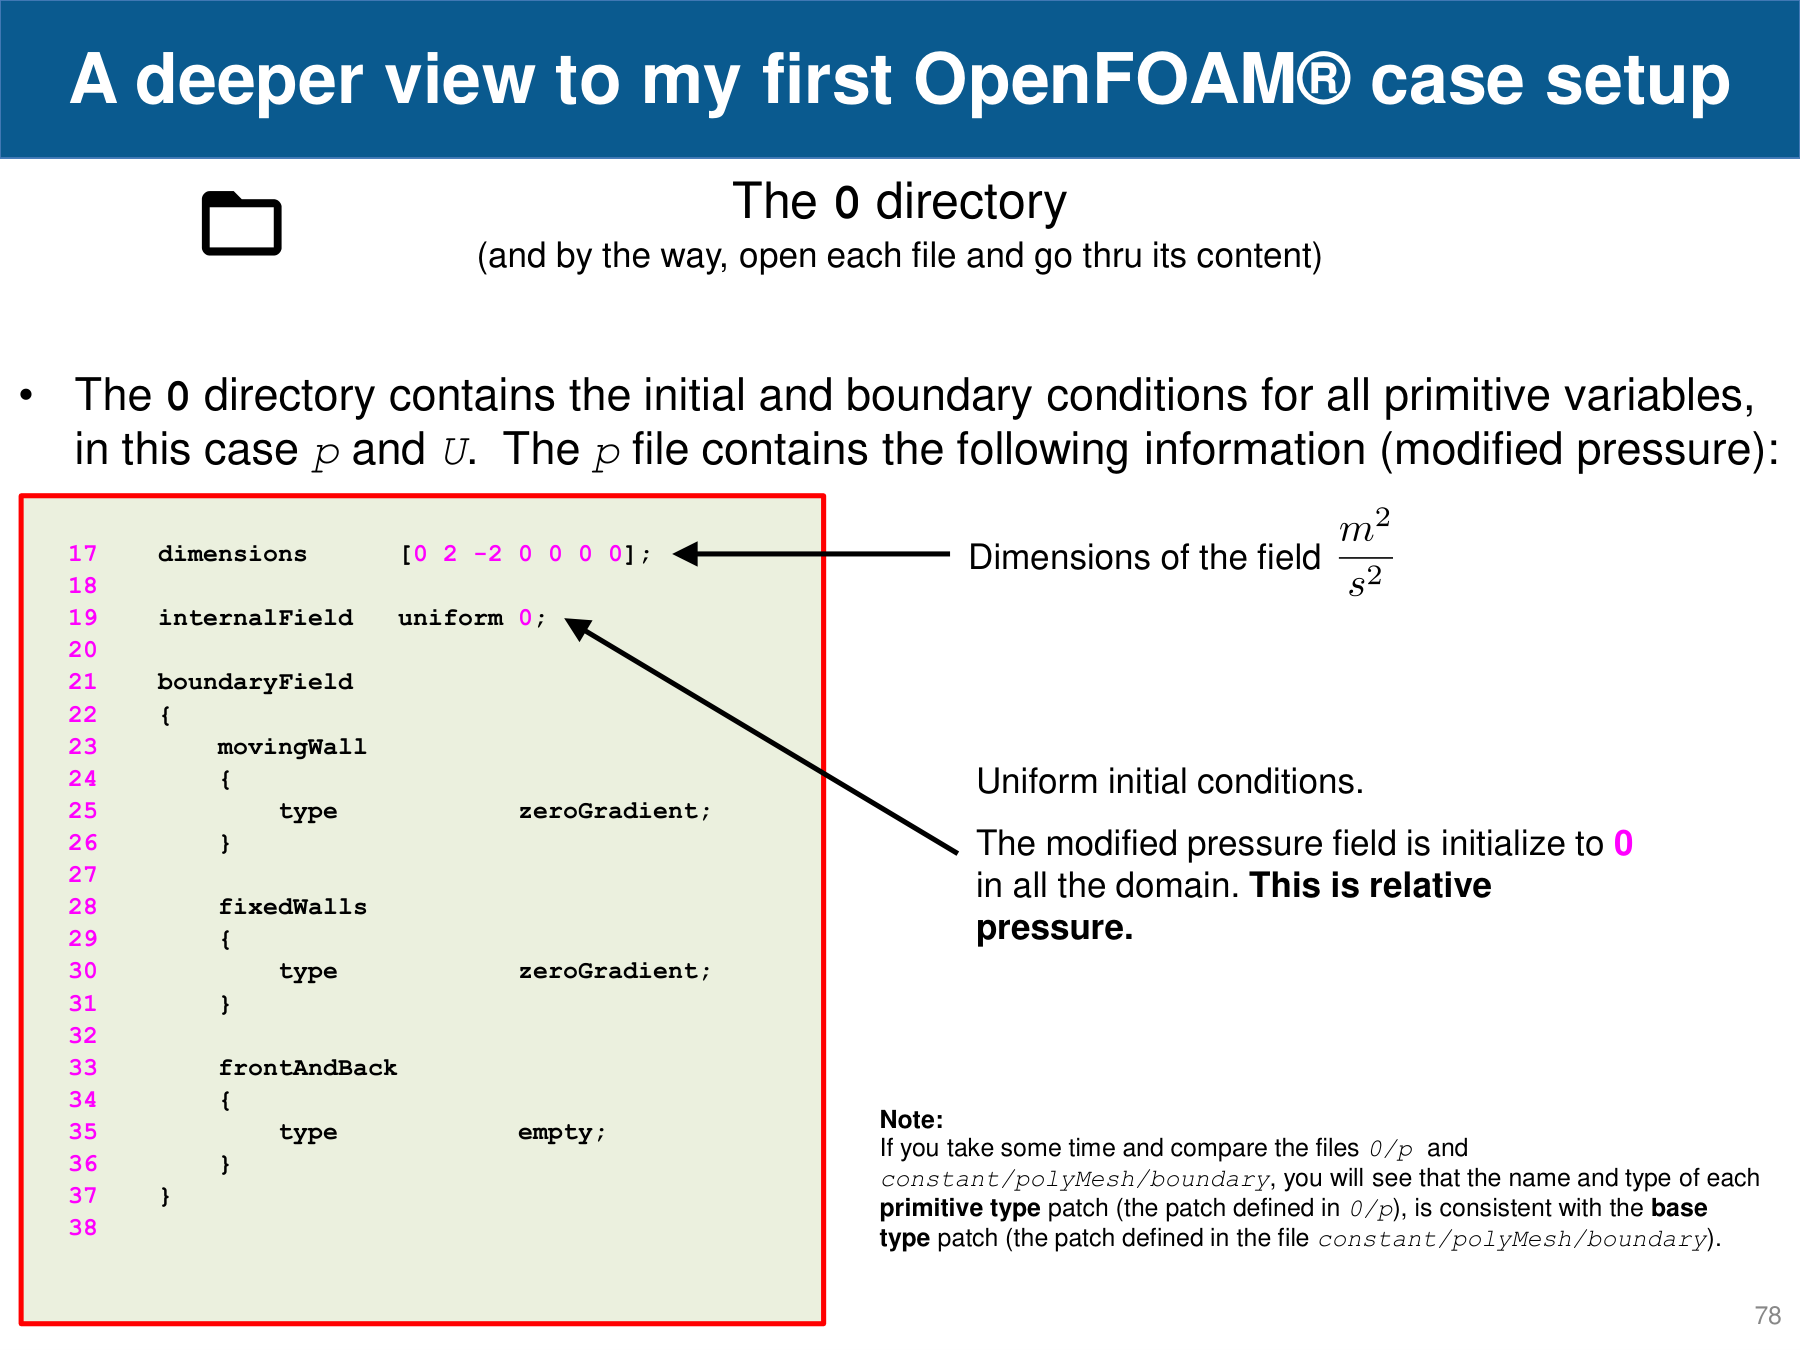 A deeper view to my first OpenFOAM® case setup
The 0 directory
(and by the way, open each file and go thru its content)
• The 0 directory contains the initial and boundary conditions for all primitive variables,
in this case p and U. The p file contains the following information (modified pressure):
17 dimensions [0 2 -2 0 0 0 0];
18
19 internalField uniform 0;
20
21 boundaryField
22 {
23 movingWall
24 {
25 type zeroGradient;
26 }
27
28 fixedWalls
29 {
30 type zeroGradient;
31 }
32
33 frontAndBack
34 {
35 type empty;
36 }
37 }
38
Dimensions of the field m²/s²
Uniform initial conditions.
The modified pressure field is initialize to 0
in all the domain. This is relative
pressure.
Note:
If you take some time and compare the files 0/p and
constant/polyMesh/boundary, you will see that the name and type of each
primitive type patch (the patch defined in 0/p), is consistent with the base
type patch (the patch defined in the file constant/polyMesh/boundary).
78